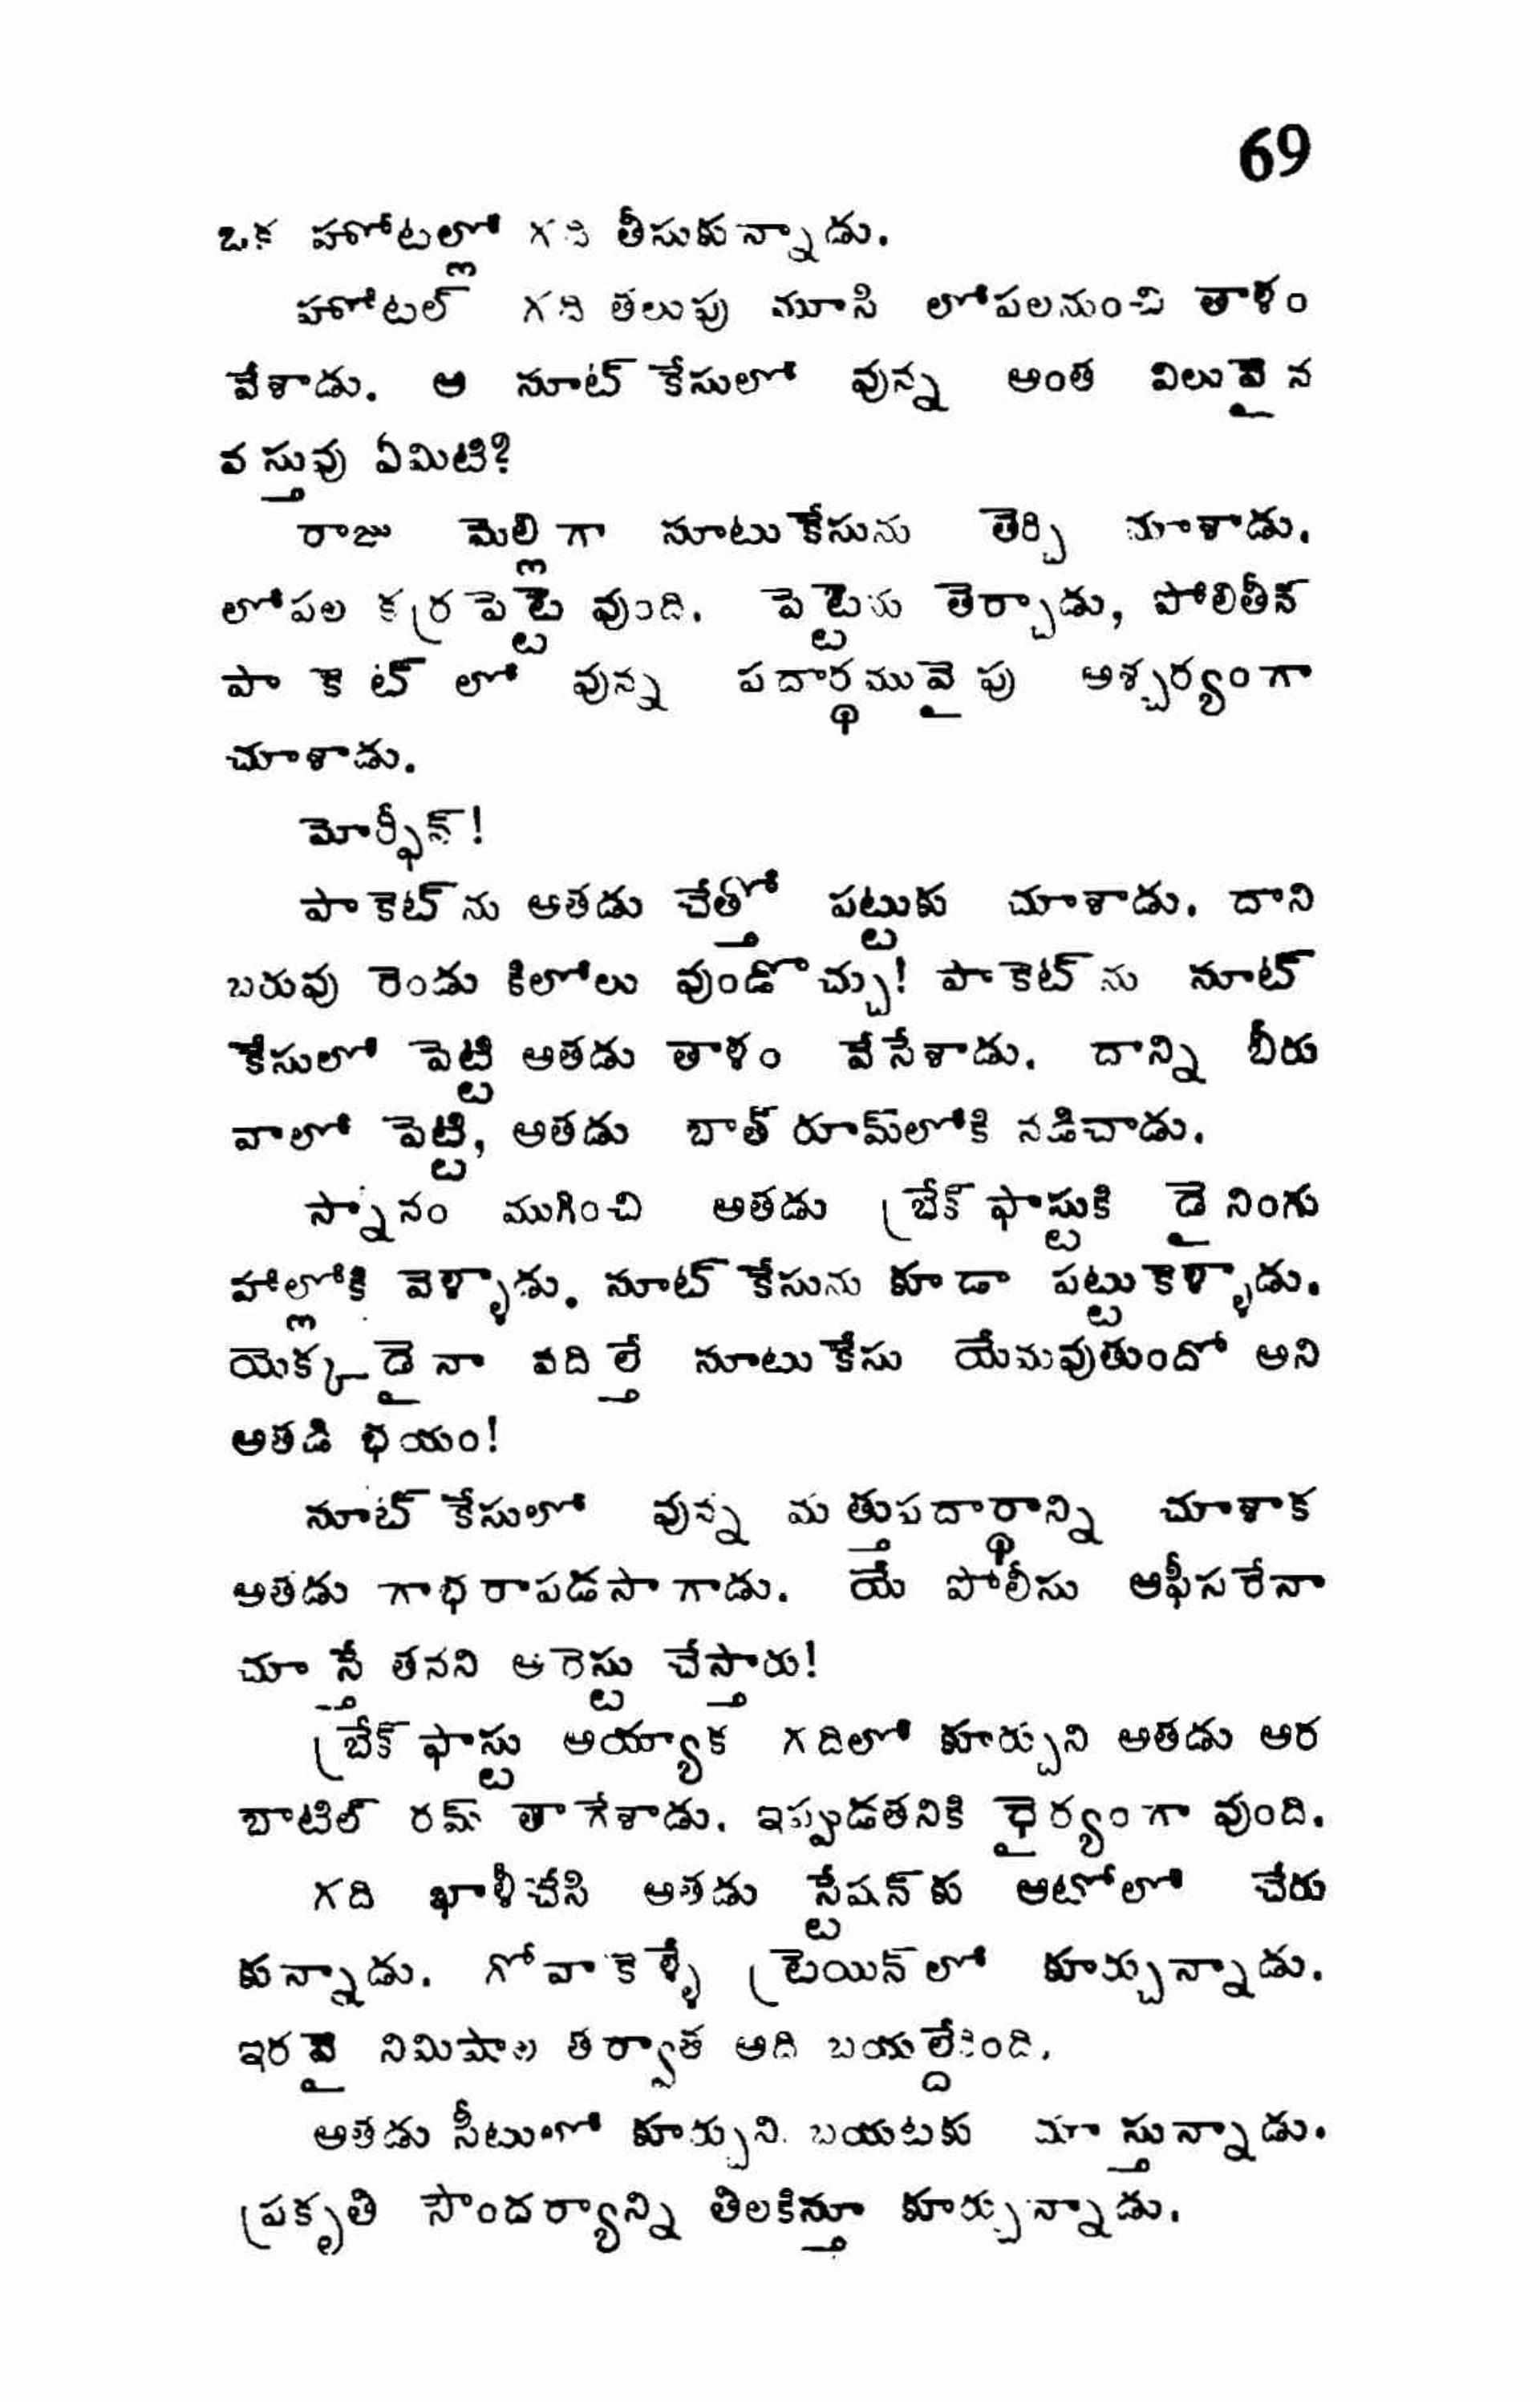 69
ఒక హోటల్లో గది తీసుకున్నాడు.
హోటల్ గది తలుపు మూసి లోపలనుంచి తాళం
వేశాడు. ఆ సూట్ కేసులో వున్న అంత విలువైన
వస్తువు ఏమిటి?
రాజు మెల్లిగా సూటుకేసును తెర్చి చూశాడు.
లోపల కర్ర పెట్టె వుంది. పెట్టెను తెర్చాడు, పోలితీన్
పాకెట్ లో వున్న పదార్థమువైపు ఆశ్చర్యంగా
చూశాడు.
మోర్ఫీన్!
పాకెట్ ను అతడు చేత్తో పట్టుకు చూశాడు. దాని
బరువు రెండు కిలోలు వుండొచ్చు! పాకెట్ ను సూట్
కేసులో పెట్టి అతడు తాళం వేసేశాడు. దాన్ని బీరు
వాలో పెట్టి, అతడు బాత్ రూమ్‌లోకి నడిచాడు.
స్నానం ముగించి అతడు బ్రేక్ ఫాస్టుకి డైనింగు
హాల్లోకి వెళ్ళాడు. సూట్ కేసును కూడా పట్టుకెళ్ళాడు.
యెక్కడైనా వదిల్తే సూటుకేసు యేమవుతుందో అని
అతడి భయం!
సూట్ కేసులో వున్న మత్తుపదార్థాన్ని చూశాక
అతడు గాభరాపడసాగాడు. యే పోలీసు ఆఫీసరేనా
చూస్తే తనని ఆరెస్టు చేస్తారు!
బ్రేక్ ఫాస్టు అయ్యాక గదిలో కూర్చుని అతడు అర
బాటిల్ రమ్ తాగేశాడు. ఇప్పుడతనికి ధైర్యంగా వుంది.
గది ఖాళీచేసి అతడు స్టేషన్ కు ఆటోలో చేరు
కున్నాడు. గోవాకెళ్ళే ట్రెయిన్ లో కూర్చున్నాడు.
ఇరవై నిమిషాల తర్వాత అది బయల్దేరింది.
అతడు సీటులో కూర్చుని బయటకు చూస్తున్నాడు.
ప్రకృతి సౌందర్యాన్ని తిలకిస్తూ కూర్చున్నాడు.